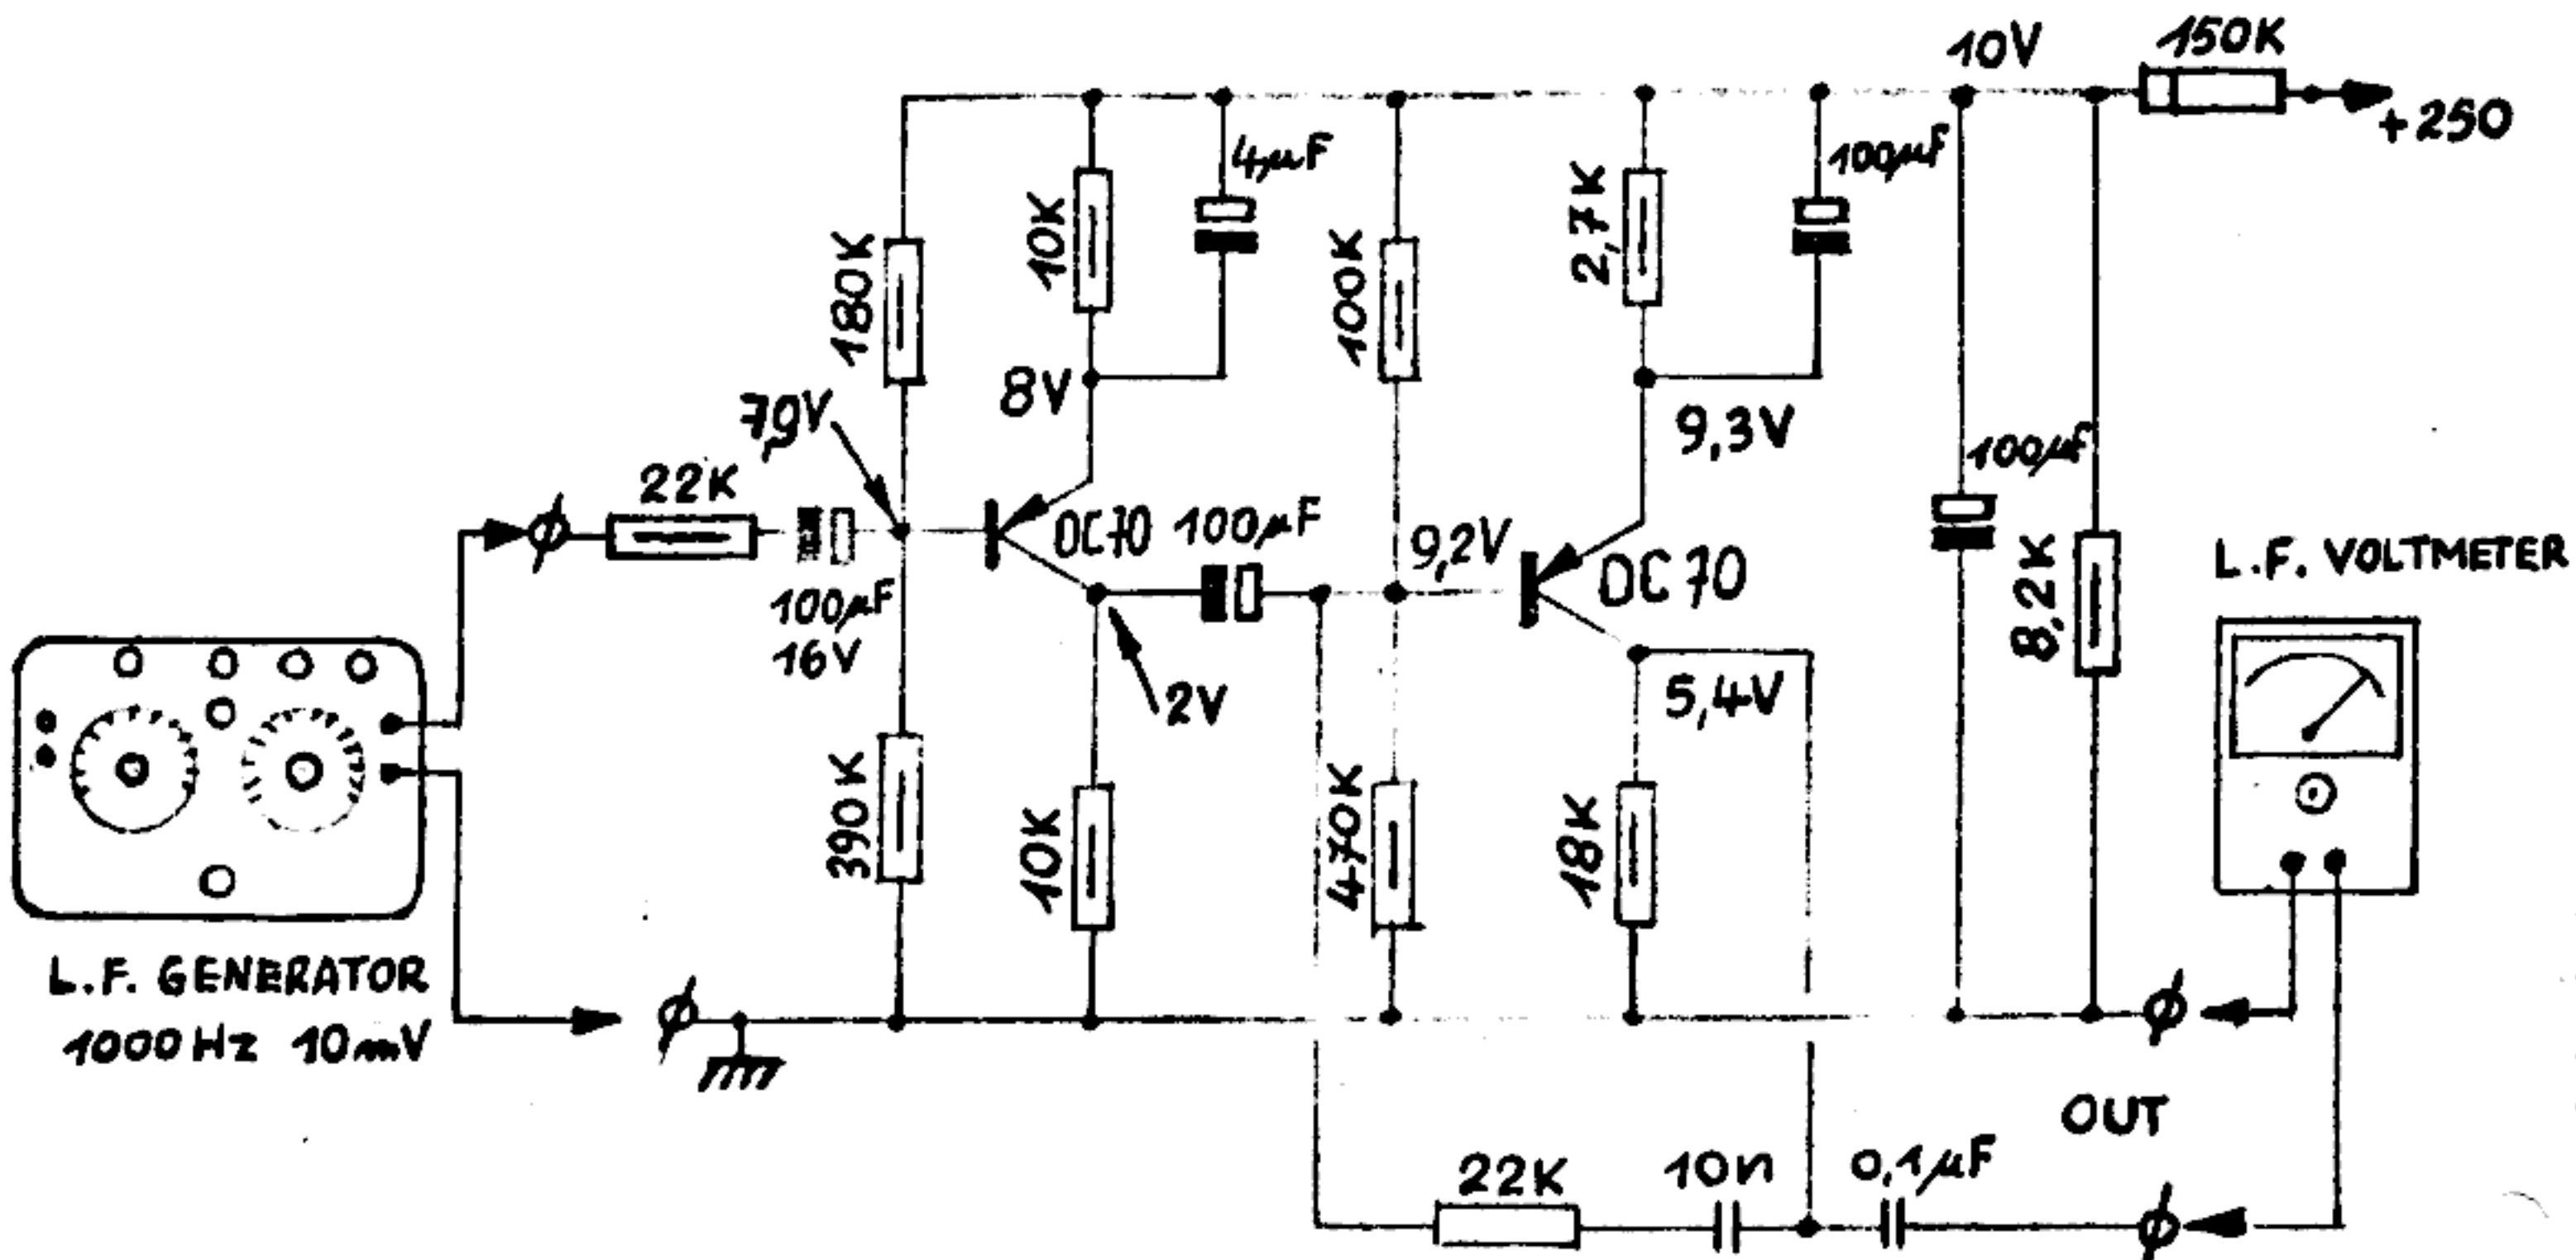 10V
150K
+250
4µF
100µF
180K
10K
100K
2,7K
8V
7,9V
9,3V
22K
100µF
OC70
100µF
9,2V
OC70
8,2K
L.F. VOLTMETER
100µF
16V
2V
5,4V
390K
10K
470K
18K
L.F. GENERATOR
1000Hz 10mV
OUT
22K
10n
0,1µF